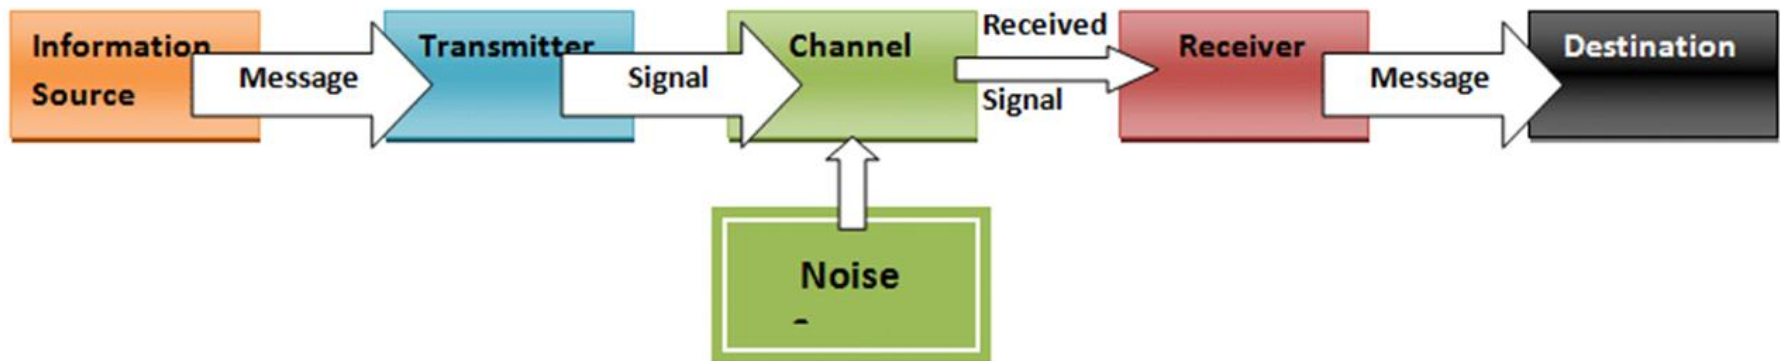 Information
Source
Message
Transmitter
Signal
Channel
Received
Signal
Receiver
Message
Destination
Noise